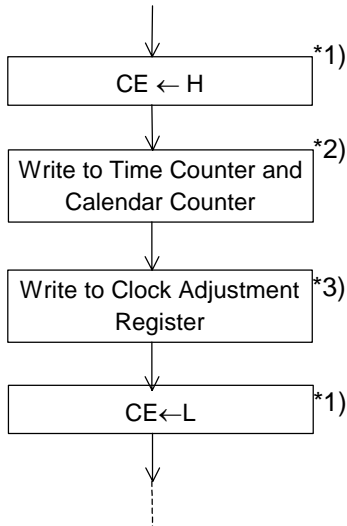 *1)
CE ← H
*2)
Write to Time Counter and
Calendar Counter
Write to Clock Adjustment
*3)
Register
*1)
CE←L